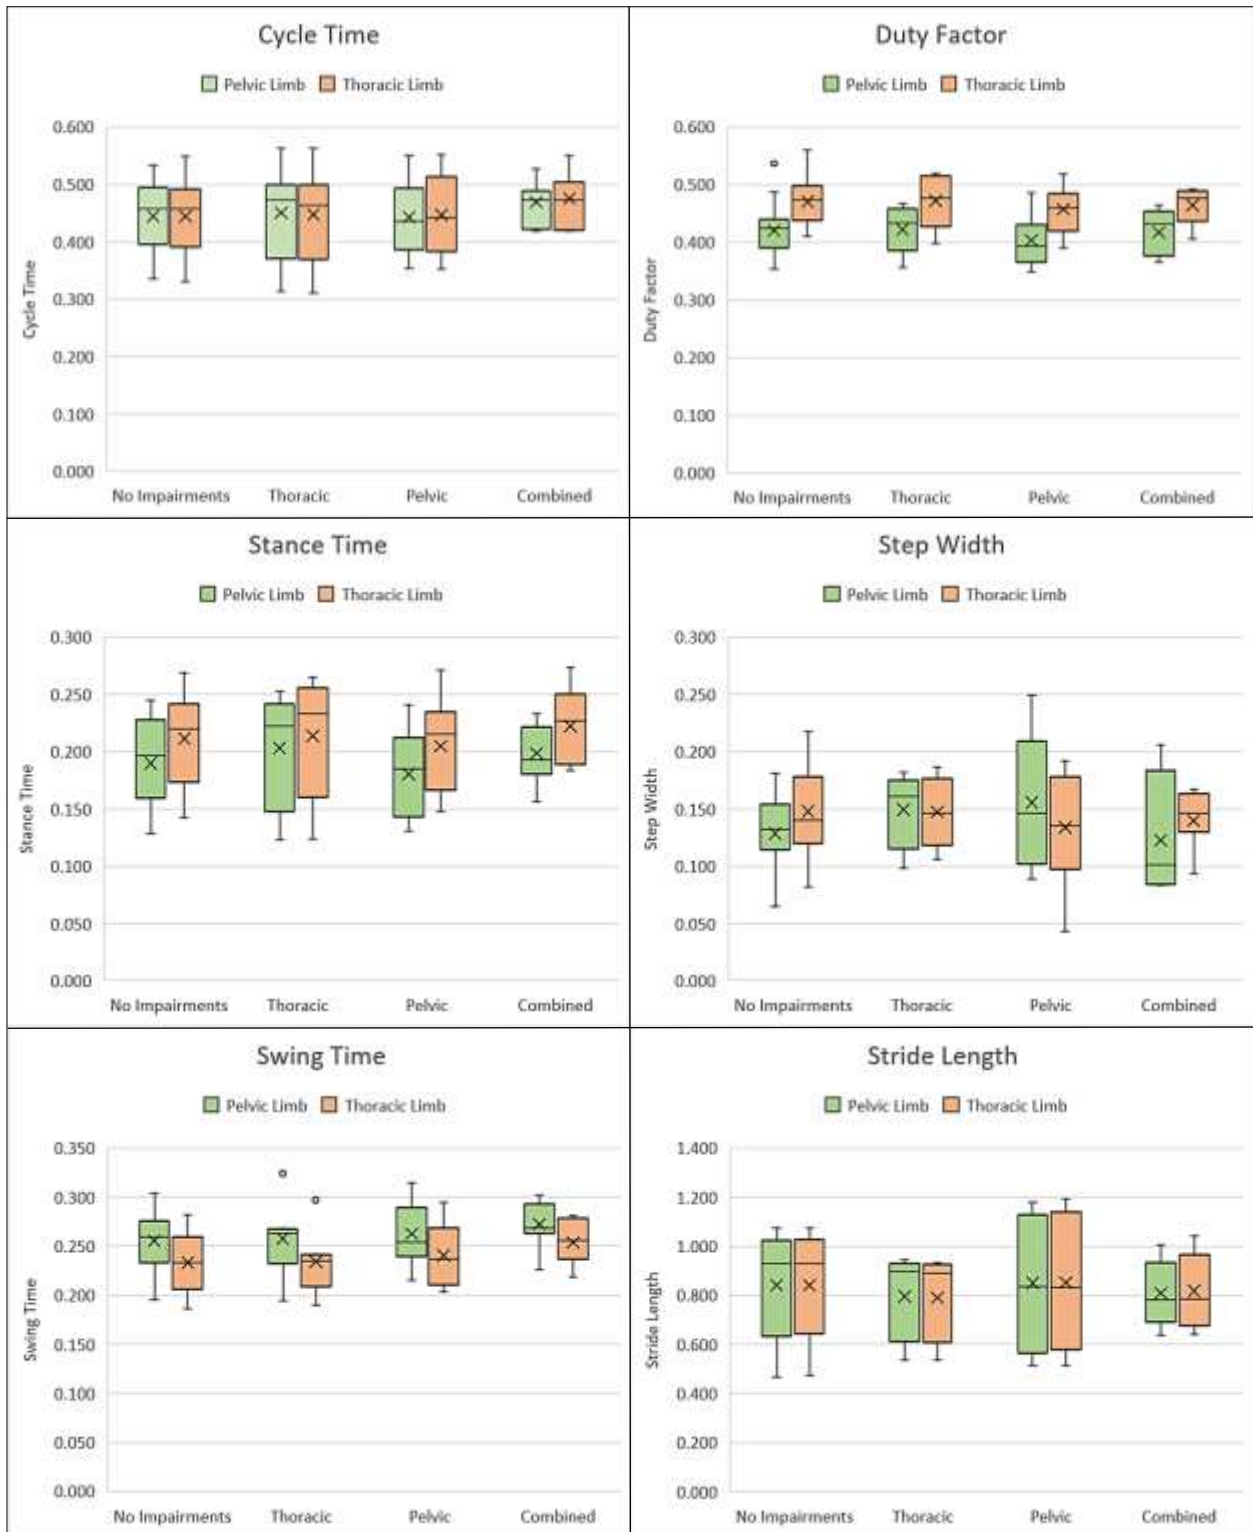 Cycle Time
Pelvic Limb Thoracic Limb
0.600
0.500
0.400
0.300
0.200
0.100
0.000
Cycle Time
No Impairments Thoracic Pelvic Combined
Duty Factor
Pelvic Limb Thoracic Limb
0.600
0.500
0.400
0.300
0.200
0.100
0.000
Duty Factor
No Impairments Thoracic Pelvic Combined
Stance Time
Pelvic Limb Thoracic Limb
0.300
0.250
0.200
0.150
0.100
0.050
0.000
Stance Time
No Impairments Thoracic Pelvic Combined
Step Width
Pelvic Limb Thoracic Limb
0.300
0.250
0.200
0.150
0.100
0.050
0.000
Step Width
No Impairments Thoracic Pelvic Combined
Swing Time
Pelvic Limb Thoracic Limb
0.350
0.300
0.250
0.200
0.150
0.100
0.050
0.000
Swing Time
No Impairments Thoracic Pelvic Combined
Stride Length
Pelvic Limb Thoracic Limb
1.400
1.200
1.000
0.800
0.600
0.400
0.200
0.000
Stride Length
No Impairments Thoracic Pelvic Combined